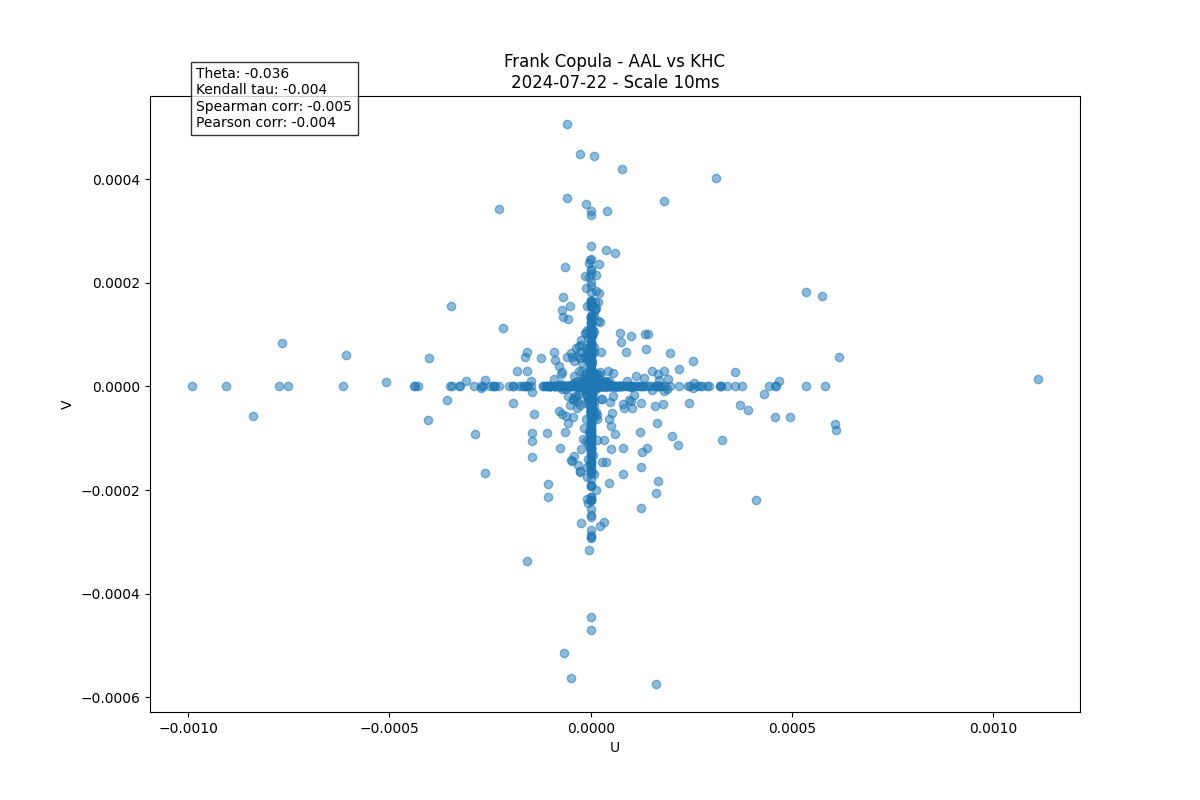 Frank Copula - AAL vs KHC
2024-07-22 - Scale 10ms
Theta: -0.036
Kendall tau: -0.004
Spearman corr: -0.005
Pearson corr: -0.004
0.0004
0.0002
0.0000
−0.0002
−0.0004
−0.0006
V
−0.0010
−0.0005
0.0000
0.0005
0.0010
U